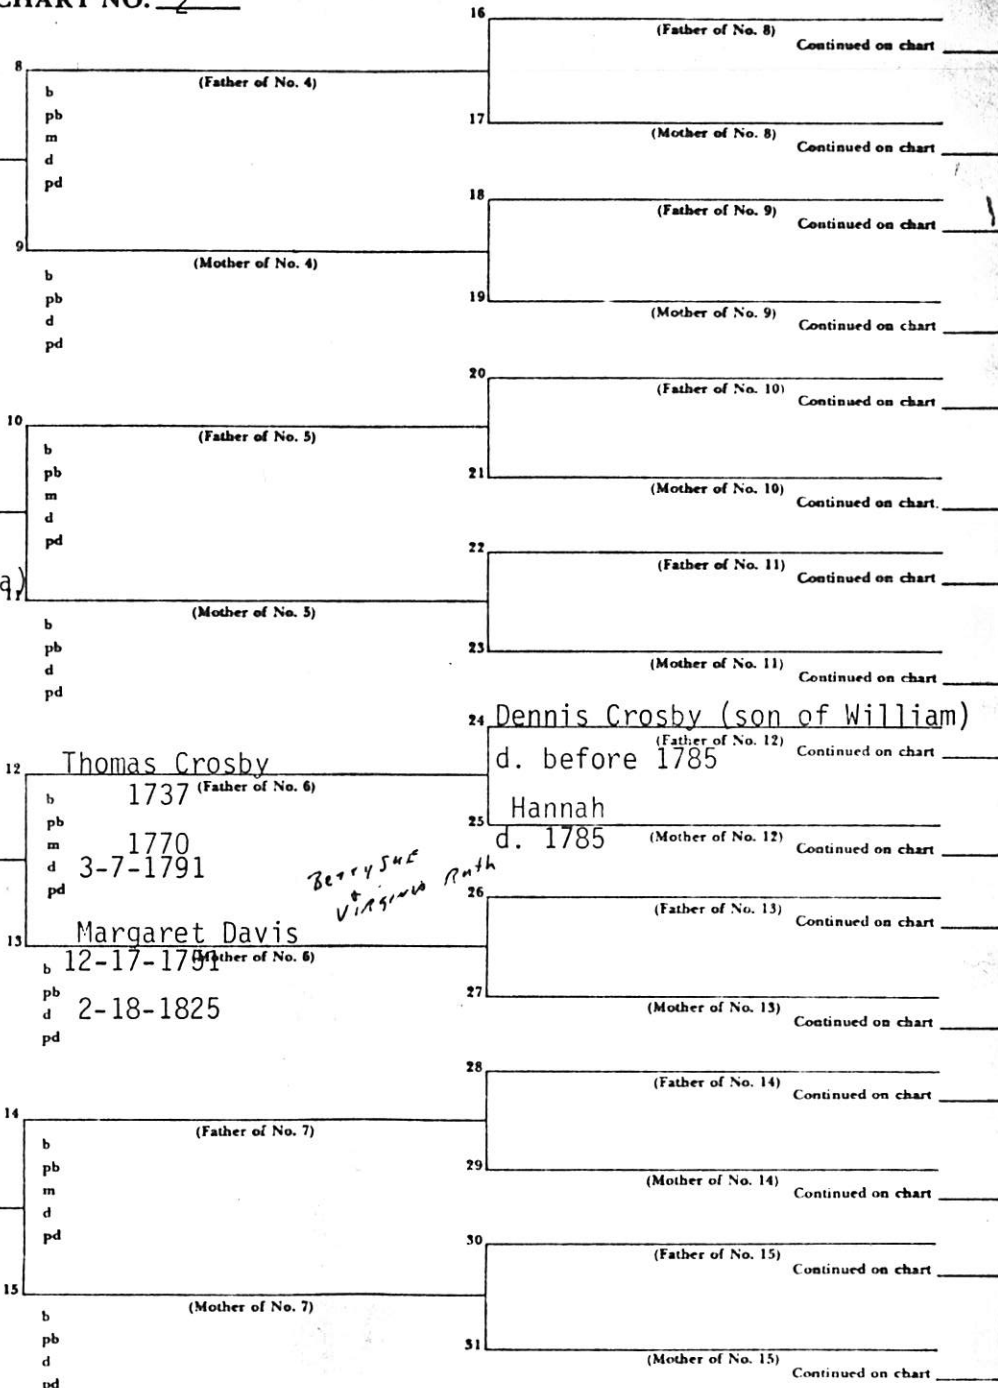 CHART NO. 2
16
(Father of No. 8)
Continued on chart
8
(Father of No. 4)
b
pb
m
d
pd
17
(Mother of No. 8)
Continued on chart
18
(Father of No. 9)
Continued on chart
9
(Mother of No. 4)
b
pb
d
pd
19
(Mother of No. 9)
Continued on chart
20
(Father of No. 10)
Continued on chart
10
(Father of No. 5)
b
pb
m
d
pd
21
(Mother of No. 10)
Continued on chart.
22
(Father of No. 11)
Continued on chart
a)
11
(Mother of No. 5)
b
pb
d
pd
23
(Mother of No. 11)
Continued on chart
24 Dennis Crosby (son of William)
(Father of No. 12)
Continued on chart
d. before 1785
12 Thomas Crosby
(Father of No. 6)
b 1737
pb
m 1770
d 3-7-1791
pd
Hannah
25
d. 1785 (Mother of No. 12)
Continued on chart
Berry Sue
+
Virginia Ruth
26
(Father of No. 13)
Continued on chart
13 Margaret Davis
(Mother of No. 6)
b 12-17-1751
pb
d 2-18-1825
pd
27
(Mother of No. 13)
Continued on chart
28
(Father of No. 14)
Continued on chart
14
(Father of No. 7)
b
pb
m
d
pd
29
(Mother of No. 14)
Continued on chart
30
(Father of No. 15)
Continued on chart
15
(Mother of No. 7)
b
pb
d
pd
31
(Mother of No. 15)
Continued on chart